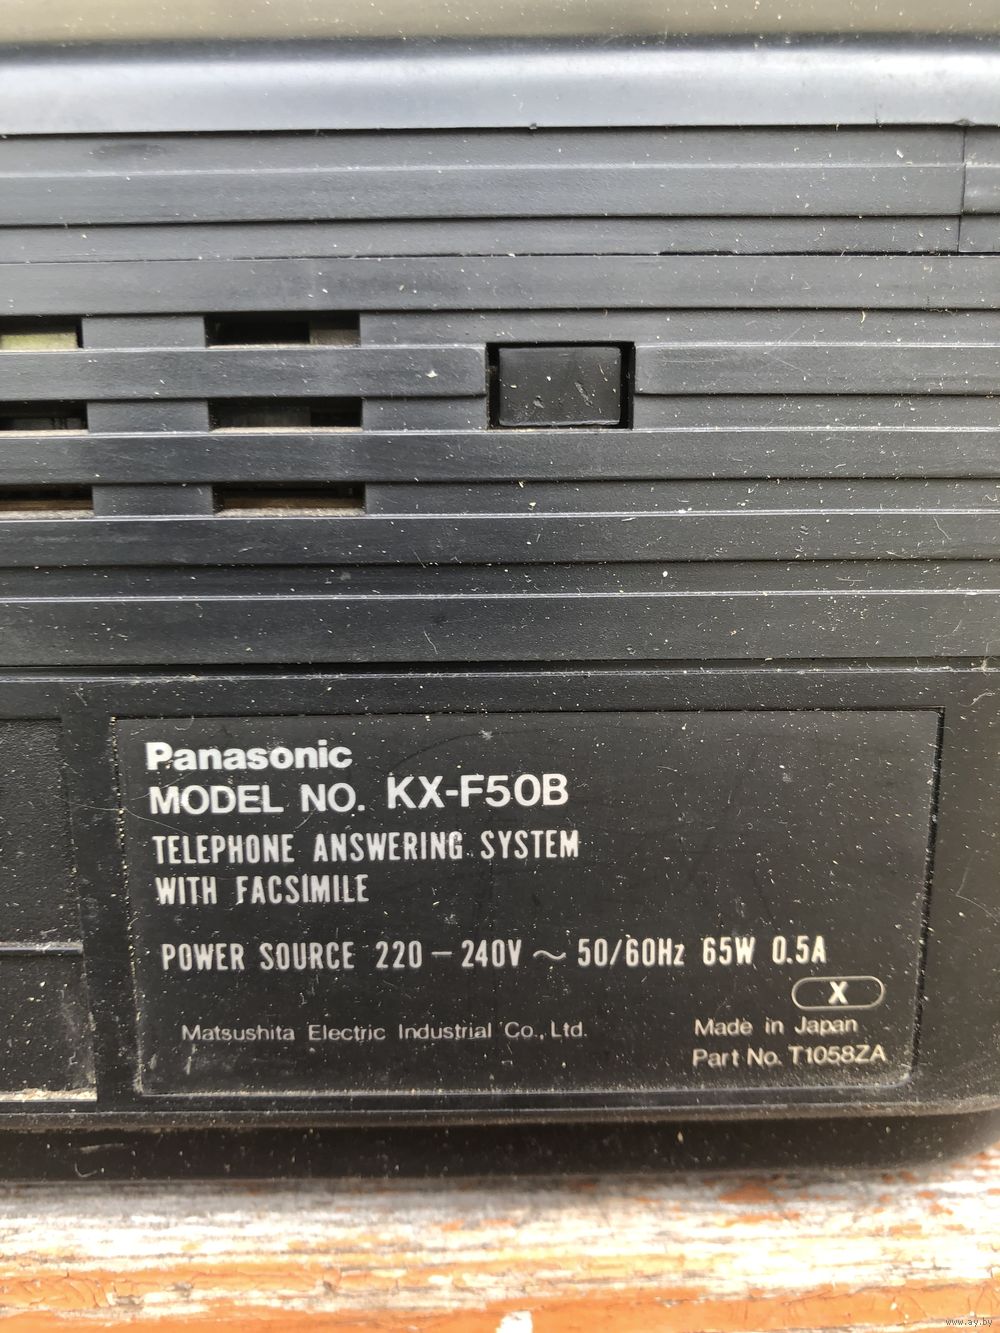 Panasonic
MODEL NO. KX-F50B
TELEPHONE ANSWERING SYSTEM
WITH FACSIMILE
POWER SOURCE 220 – 240V ~ 50/60Hz 65W 0.5A
X
Matsushita Electric Industrial Co., Ltd.
Made in Japan
Part No. T1058ZA
www.ay.by